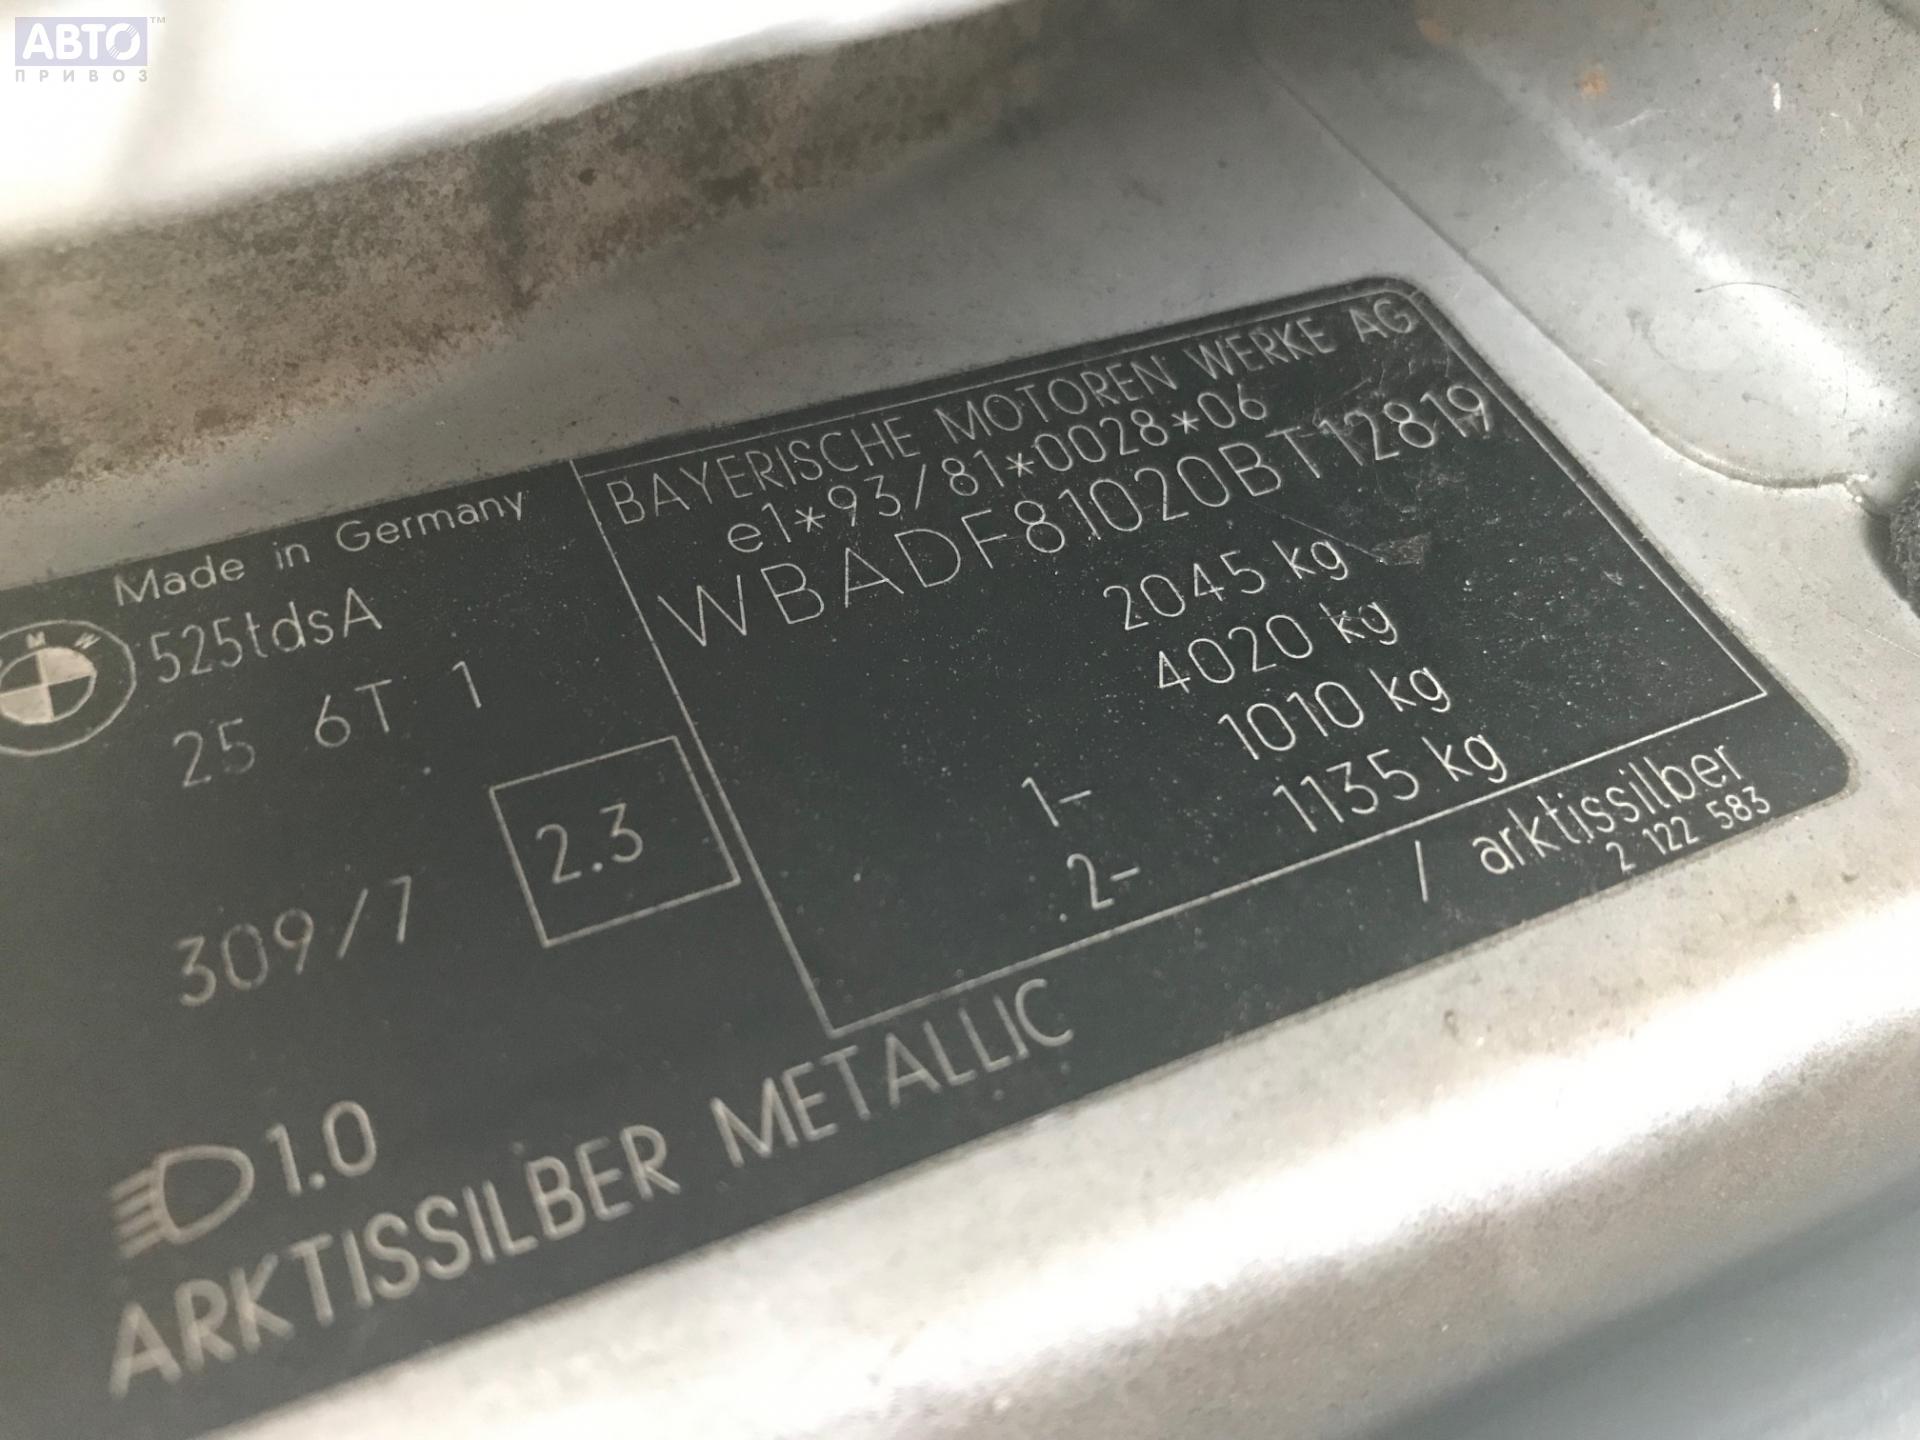 АВТО™
ПРИВОЗ
Made in Germany
M W
525tdsA
25 6T 1
309/7
2.3
1.0
ARKTISSILBER METALLIC
BAYERISCHE MOTOREN WERKE AG
e1*93/81*0028*06
WBADF81020BT12819
2045 kg
4020 kg
1- 1010 kg
2- 1135 kg
/ arktissilber
2 122 583